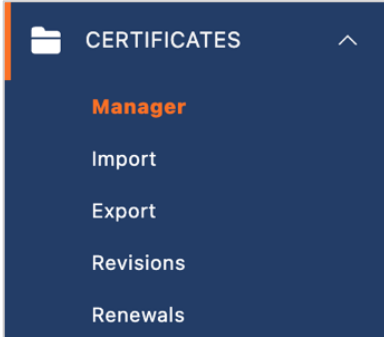 CERTIFICATES
Manager
Import
Export
Revisions
Renewals